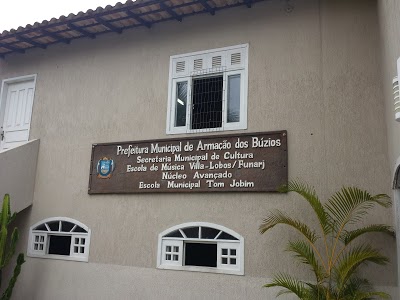 Prefeitura Municipal de Armação dos Búzios
Secretaria Municipal de Cultura
Escola de Música Villa-Lobos/Funarj
Núcleo Avançado
Escola Municipal Tom Jobim